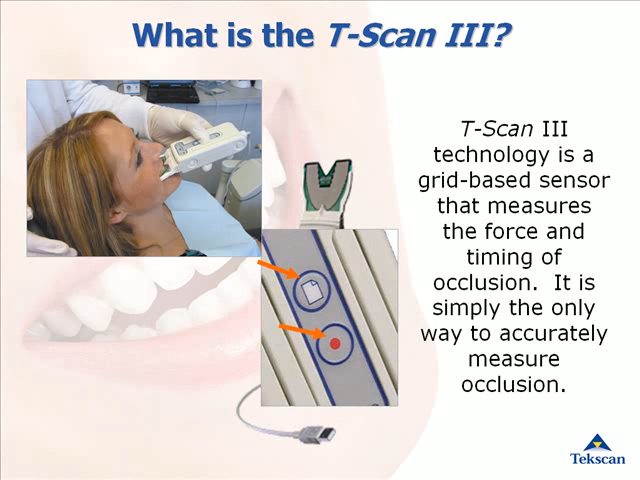 What is the T-Scan III?
T-Scan III
technology is a
grid-based sensor
that measures
the force and
timing of
occlusion.  It is
simply the only
way to accurately
measure
occlusion.
Tekscan